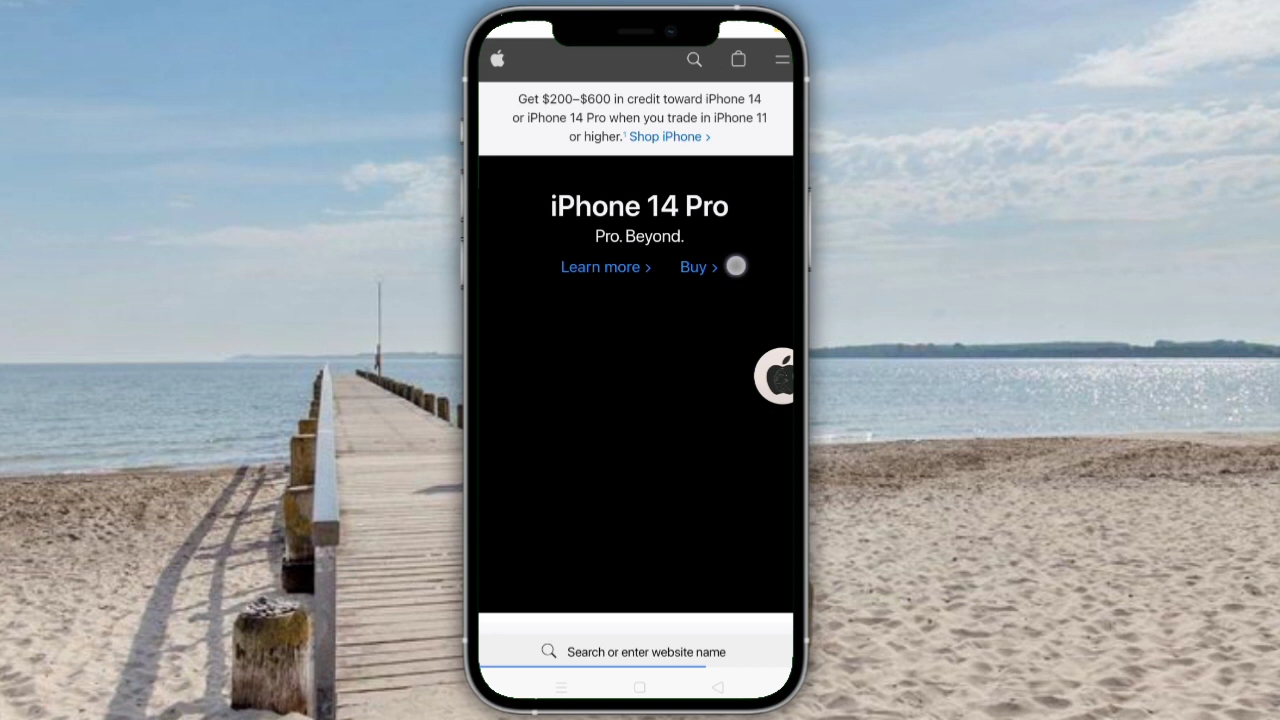 Get $200–$600 in credit toward iPhone 14
or iPhone 14 Pro when you trade in iPhone 11
or higher.¹ Shop iPhone >
iPhone 14 Pro
Pro. Beyond.
Learn more > Buy >
Search or enter website name